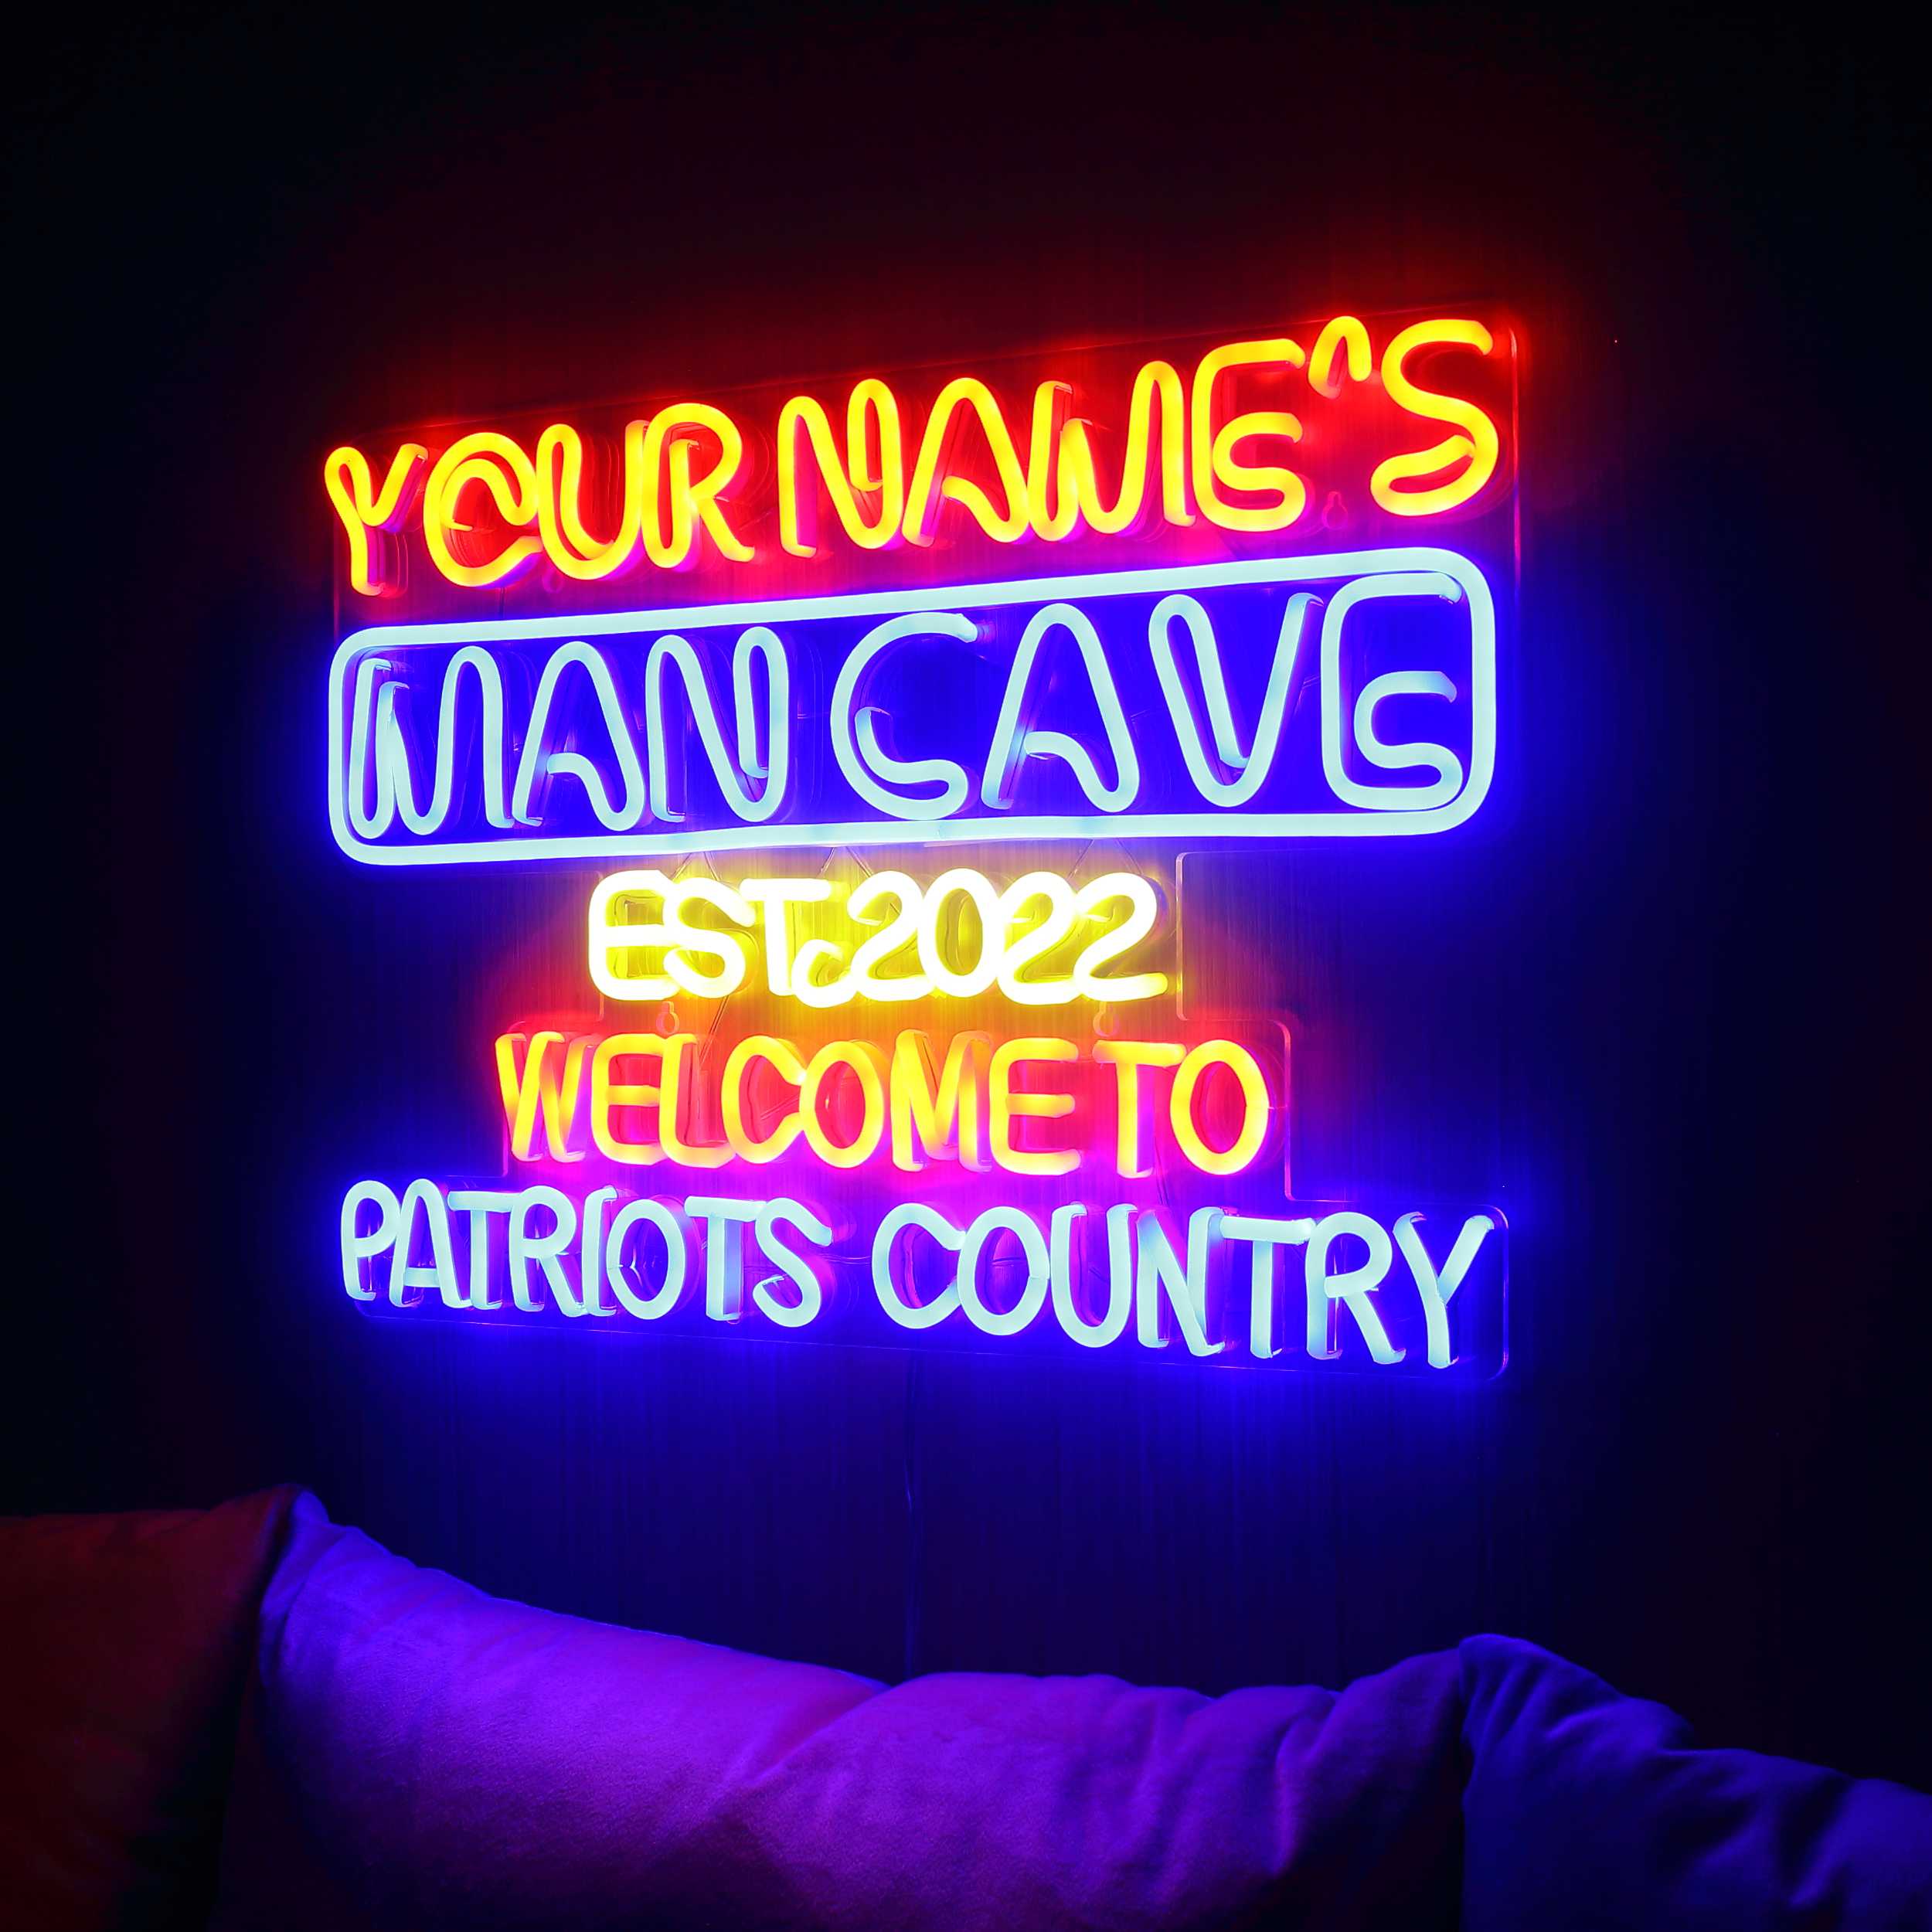 YOUR NAME'S
MAN CAVE
EST.2022
WELCOME TO
PATRIOTS COUNTRY